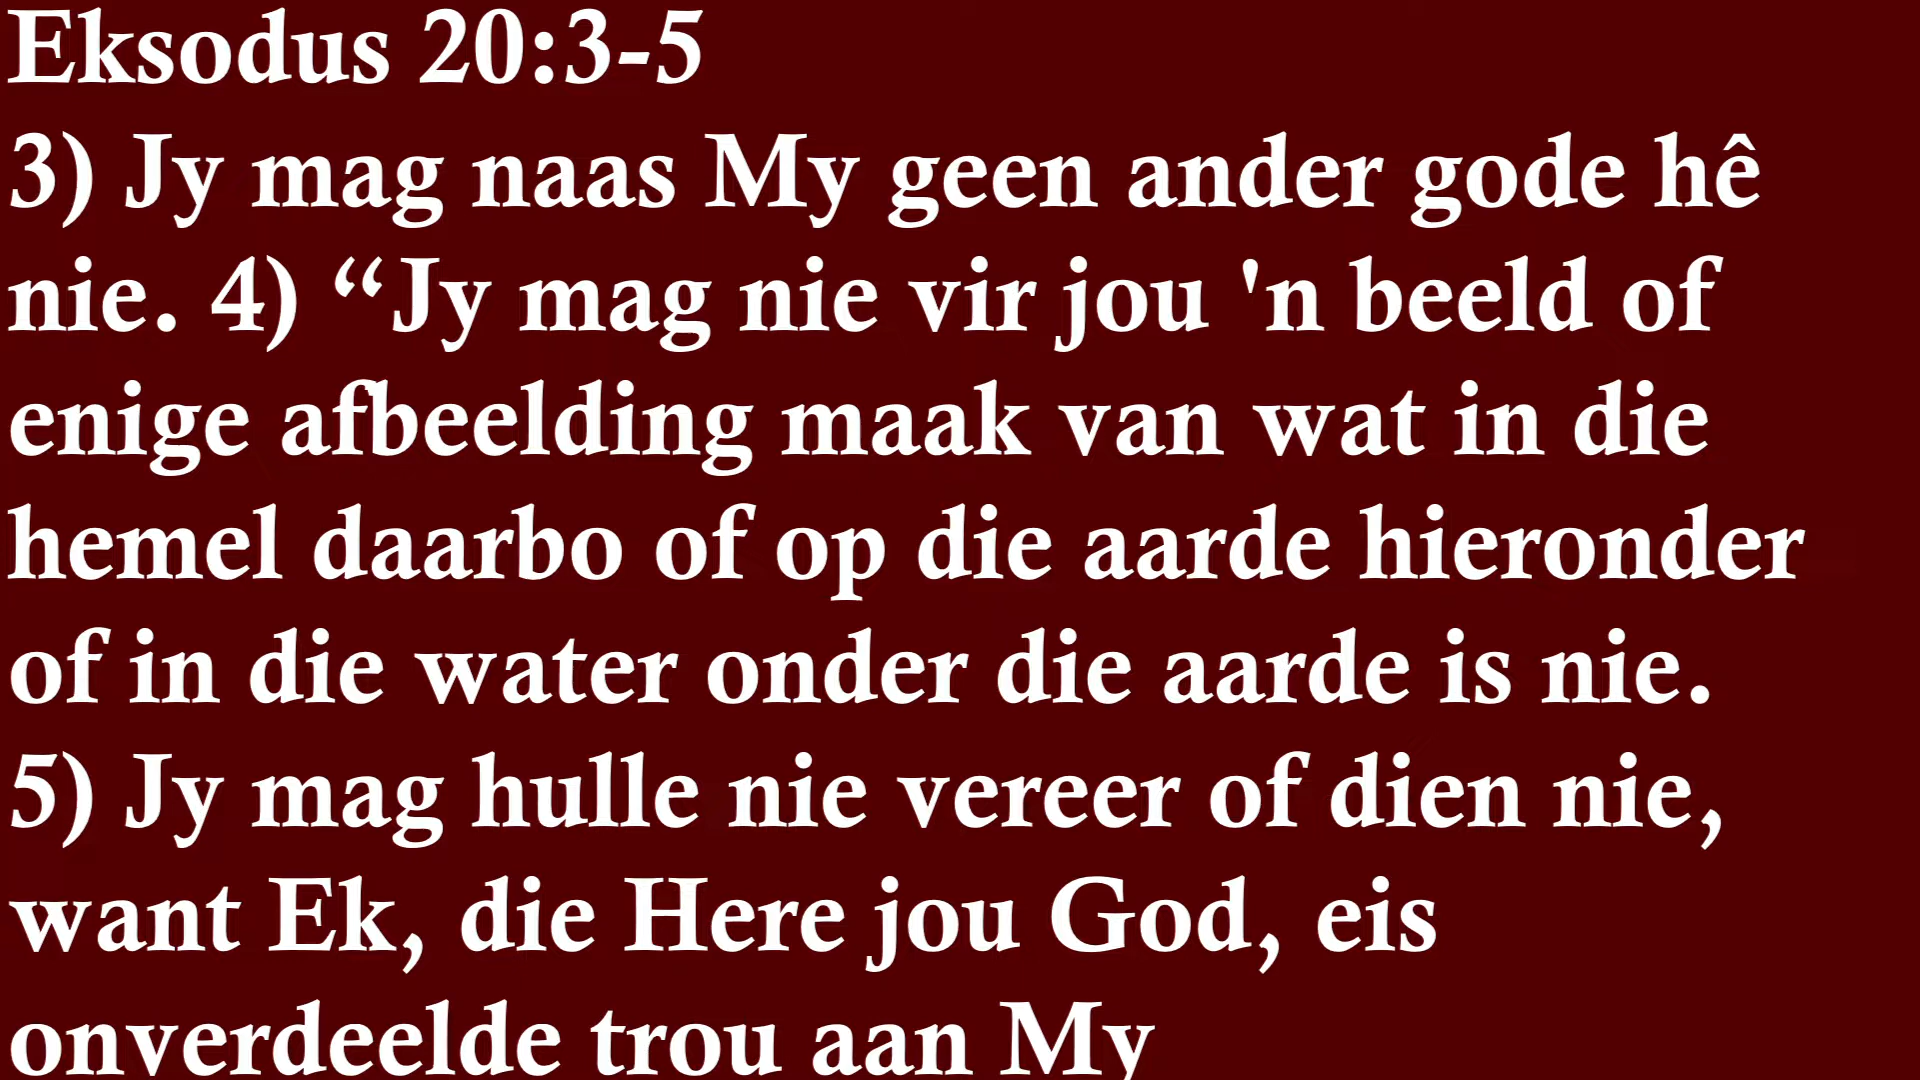 Eksodus 20:3-5
3) Jy mag naas My geen ander gode hê
nie. 4) “Jy mag nie vir jou 'n beeld of
enige afbeelding maak van wat in die
hemel daarbo of op die aarde hieronder
of in die water onder die aarde is nie.
5) Jy mag hulle nie vereer of dien nie,
want Ek, die Here jou God, eis
onverdeelde trou aan My